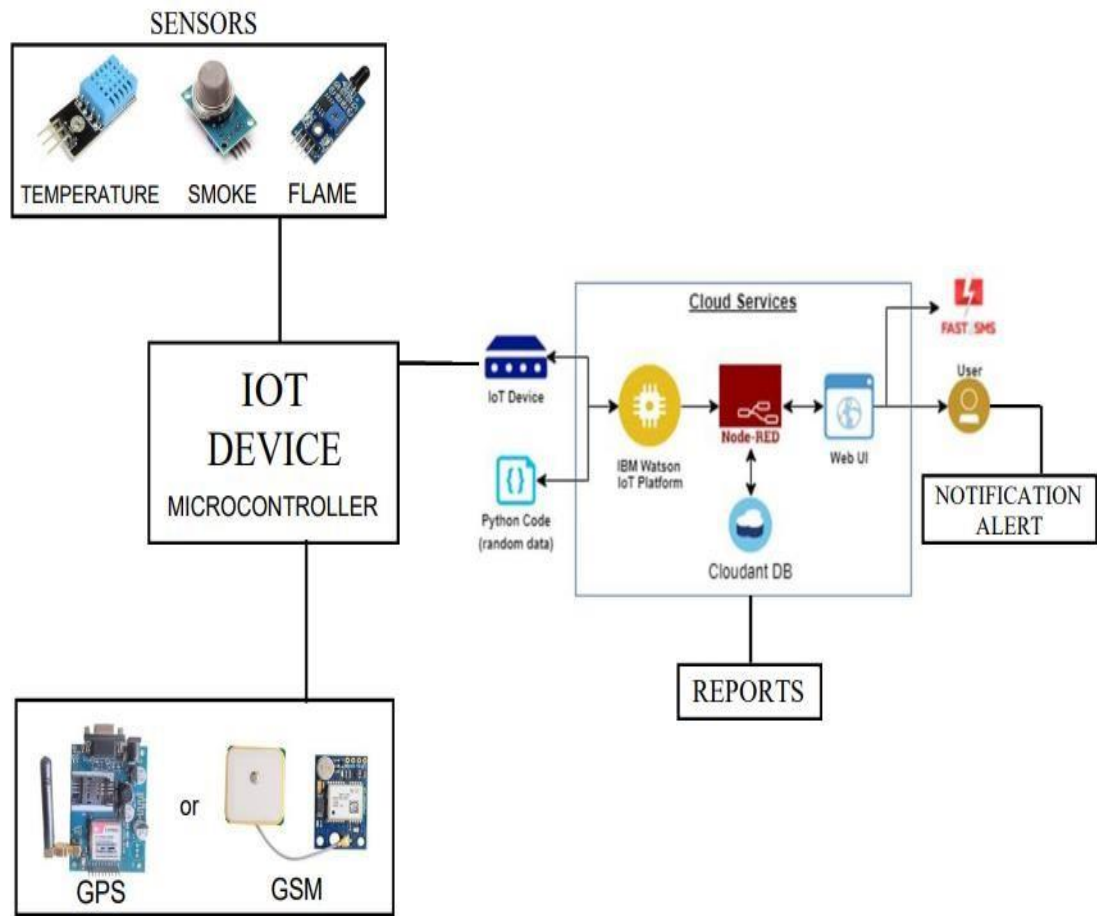 SENSORS
TEMPERATURE
SMOKE
FLAME
IOT
DEVICE
MICROCONTROLLER
IoT Device
Python Code
(random data)
Cloud Services
IBM Watson
IoT Platform
Node-RED
Cloudant DB
Web UI
FAST SMS
User
NOTIFICATION
ALERT
REPORTS
GPS
or
GSM